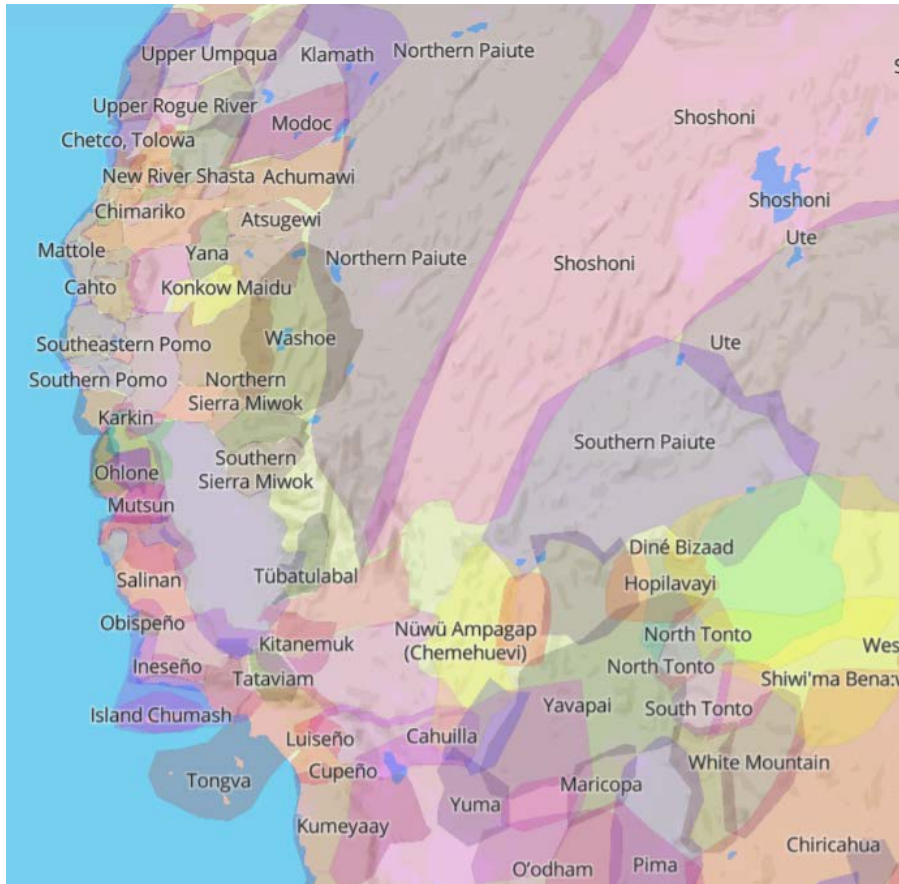 Upper Umpqua
Klamath
Northern Paiute
Upper Rogue River
Modoc
Shoshoni
Chetco, Tolowa
New River Shasta
Achumawi
Shoshoni
Chimariko
Atsugewi
Ute
Mattole
Yana
Northern Paiute
Shoshoni
Cahto
Konkow Maidu
Southeastern Pomo
Washoe
Ute
Southern Pomo
Northern
Sierra Miwok
Karkin
Southern Paiute
Ohlone
Southern
Sierra Miwok
Mutsun
Diné Bizaad
Salinan
Tübatulabal
Hopilavayi
Obispeño
Kitanemuk
Nüwü Ampagap
(Chemehuevi)
North Tonto
Wes
Ineseño
Tataviam
North Tonto
Shiwi'ma Bena:v
Island Chumash
Yavapai
South Tonto
Luiseño
Cahuilla
White Mountain
Tongva
Cupeño
Maricopa
Yuma
Kumeyaay
Chiricahua
O'odham
Pima